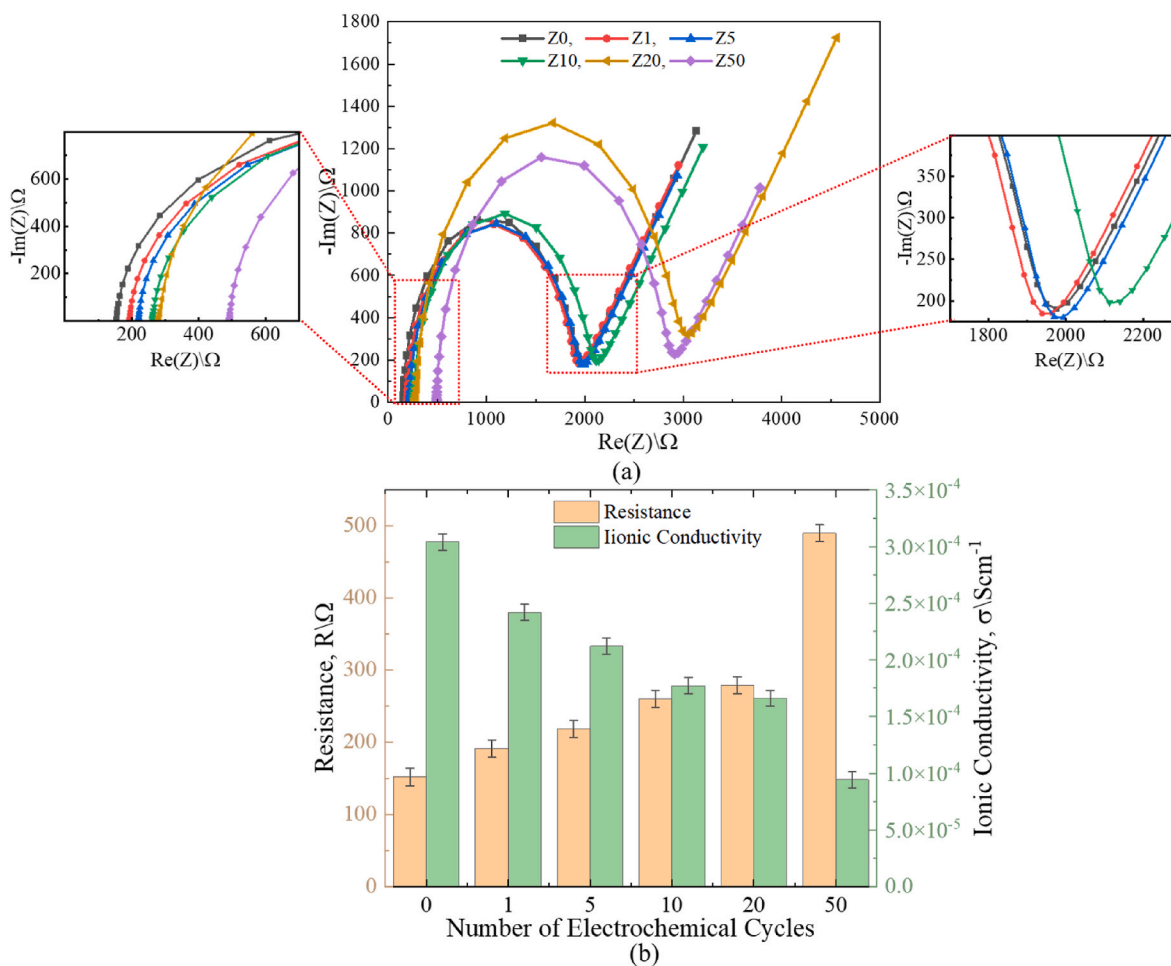 1800
1600
1400
1200
1000
800
600
400
200
0
-Im(Z)\Ω
Z0, Z1, Z5
Z10, Z20, Z50
0 1000 2000 3000 4000 5000
Re(Z)\Ω
600
400
200
-Im(Z)\Ω
200 400 600
Re(Z)\Ω
350
300
250
200
-Im(Z)\Ω
1800 2000 2200
Re(Z)\Ω
(a)
500
400
300
200
100
0
Resistance, R\Ω
Resistance
Iionic Conductivity
3.5×10⁻⁴
3.0×10⁻⁴
2.5×10⁻⁴
2.0×10⁻⁴
1.5×10⁻⁴
1.0×10⁻⁴
5.0×10⁻⁵
0.0
Ionic Conductivity, σ\Scm⁻¹
0 1 5 10 20 50
Number of Electrochemical Cycles
(b)